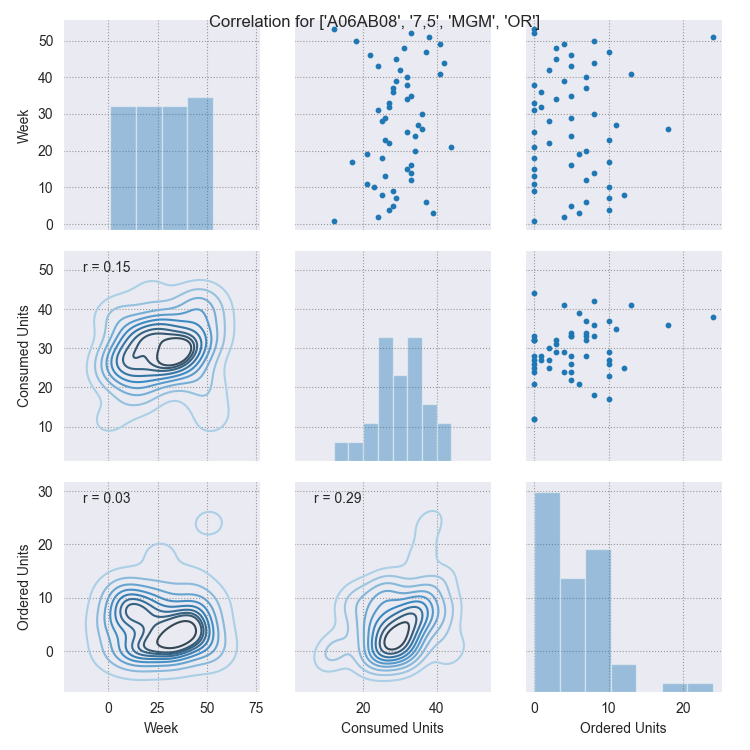 Correlation for ['A06AB08', '7,5', 'MGM', 'OR']
50
40
30
20
10
0
Week
r = 0.15
50
40
30
20
10
Consumed Units
r = 0.03
r = 0.29
30
20
10
0
Ordered Units
0 25 50 75
20 40
0 20
Week
Consumed Units
Ordered Units